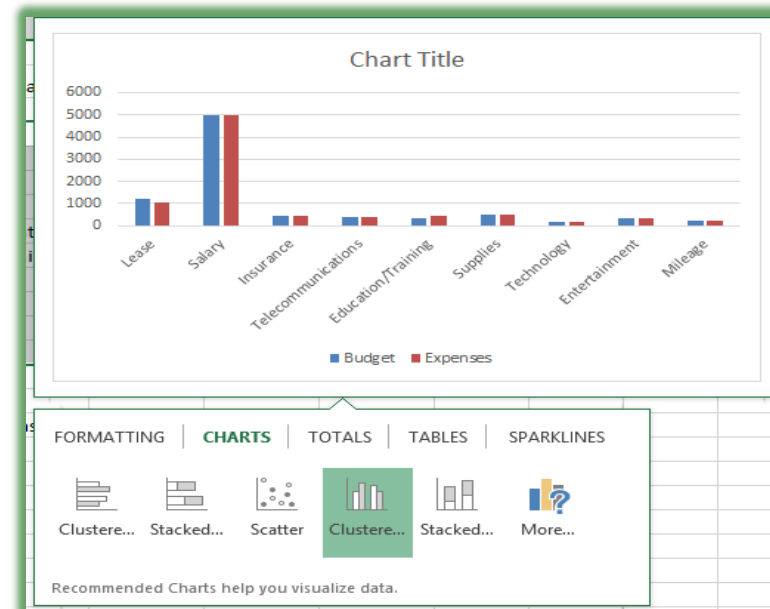 Chart Title
6000
5000
4000
3000
2000
1000
0
Lease
Salary
Insurance
Telecommunications
Education/Training
Supplies
Technology
Entertainment
Mileage
Budget Expenses
FORMATTING CHARTS TOTALS TABLES SPARKLINES
Clustere... Stacked... Scatter Clustere... Stacked... More...
Recommended Charts help you visualize data.